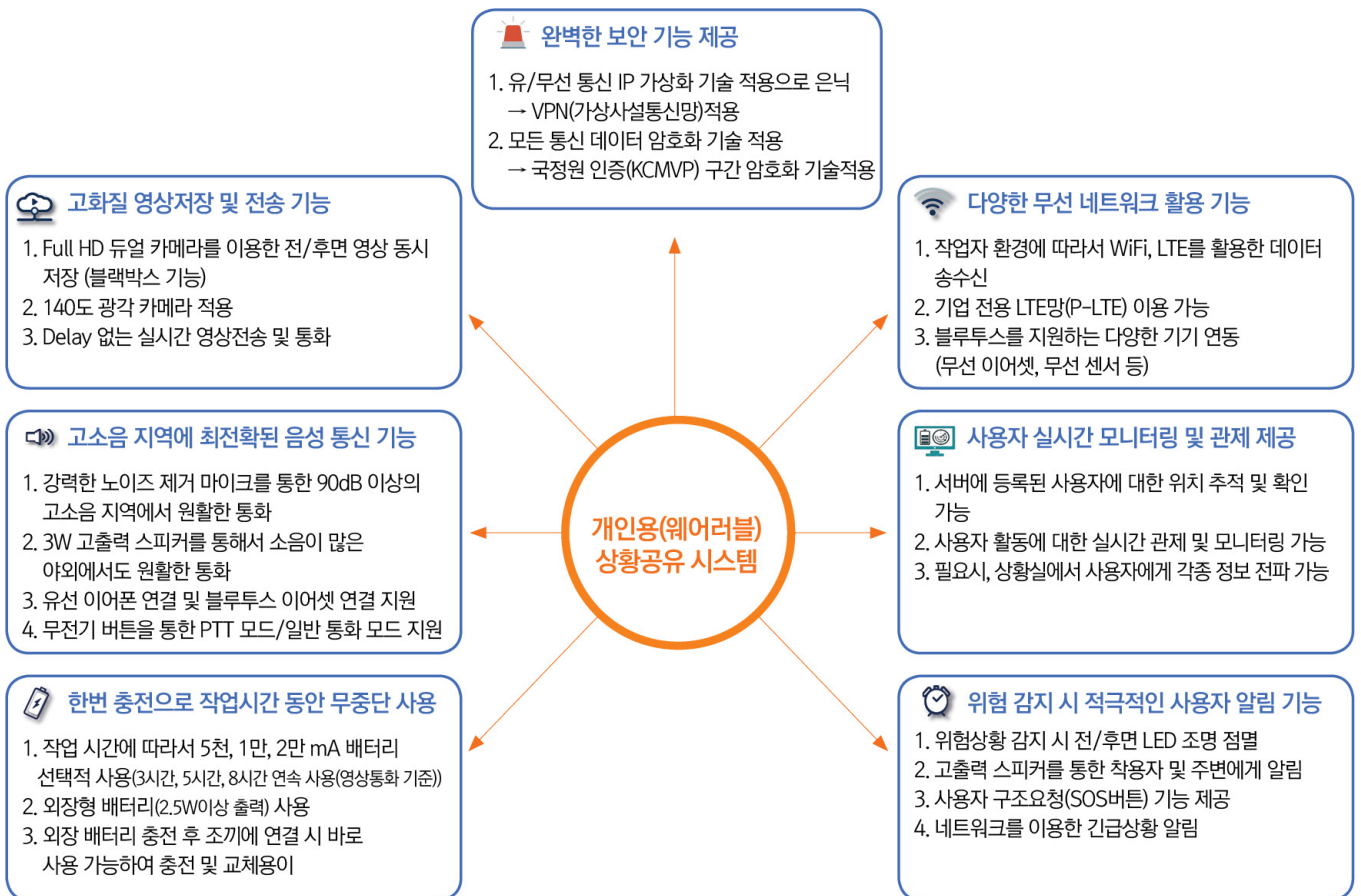 완벽한 보안 기능 제공
1. 유/무선 통신 IP 가상화 기술 적용으로 은닉
→ VPN(가상사설통신망)적용
2. 모든 통신 데이터 암호화 기술 적용
→ 국정원 인증(KCMVP) 구간 암호화 기술적용
고화질 영상저장 및 전송 기능
1. Full HD 듀얼 카메라를 이용한 전/후면 영상 동시
저장 (블랙박스 기능)
2. 140도 광각 카메라 적용
3. Delay 없는 실시간 영상전송 및 통화
다양한 무선 네트워크 활용 기능
1. 작업자 환경에 따라서 WiFi, LTE를 활용한 데이터
송수신
2. 기업 전용 LTE망(P-LTE) 이용 가능
3. 블루투스를 지원하는 다양한 기기 연동
(무선 이어셋, 무선 센서 등)
고소음 지역에 최전확된 음성 통신 기능
1. 강력한 노이즈 제거 마이크를 통한 90dB 이상의
고소음 지역에서 원활한 통화
2. 3W 고출력 스피커를 통해서 소음이 많은
야외에서도 원활한 통화
3. 유선 이어폰 연결 및 블루투스 이어셋 연결 지원
4. 무전기 버튼을 통한 PTT 모드/일반 통화 모드 지원
개인용(웨어러블)
상황공유 시스템
사용자 실시간 모니터링 및 관제 제공
1. 서버에 등록된 사용자에 대한 위치 추적 및 확인
가능
2. 사용자 활동에 대한 실시간 관제 및 모니터링 가능
3. 필요시, 상황실에서 사용자에게 각종 정보 전파 가능
한번 충전으로 작업시간 동안 무중단 사용
1. 작업 시간에 따라서 5천, 1만, 2만 mA 배터리
선택적 사용(3시간, 5시간, 8시간 연속 사용(영상통화 기준))
2. 외장형 배터리(2.5W이상 출력) 사용
3. 외장 배터리 충전 후 조끼에 연결 시 바로
사용 가능하여 충전 및 교체용이
위험 감지 시 적극적인 사용자 알림 기능
1. 위험상황 감지 시 전/후면 LED 조명 점멸
2. 고출력 스피커를 통한 착용자 및 주변에게 알림
3. 사용자 구조요청(SOS버튼) 기능 제공
4. 네트워크를 이용한 긴급상황 알림